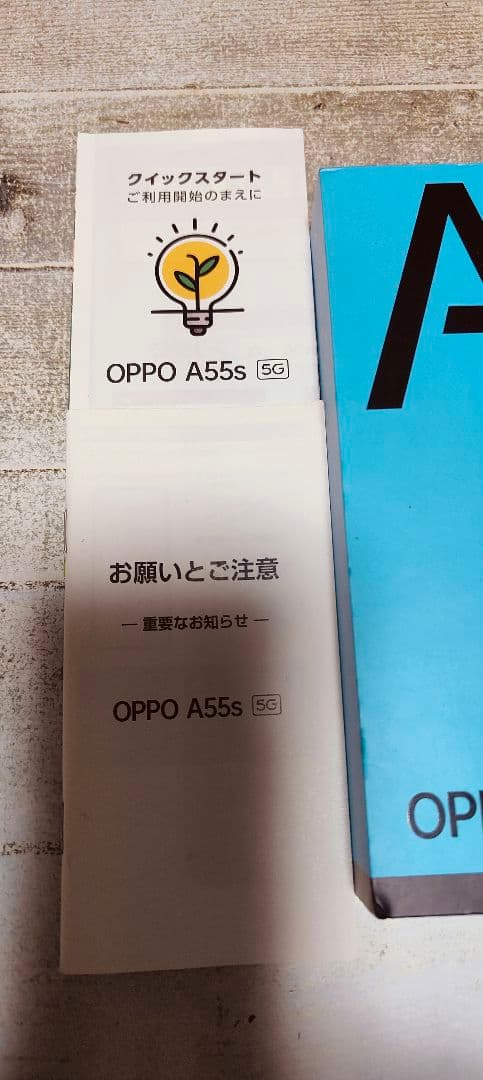 クイックスタート
ご利用開始のまえに
OPPO A55s 5G
お願いとご注意
— 重要なお知らせ —
OPPO A55s 5G
A
OP